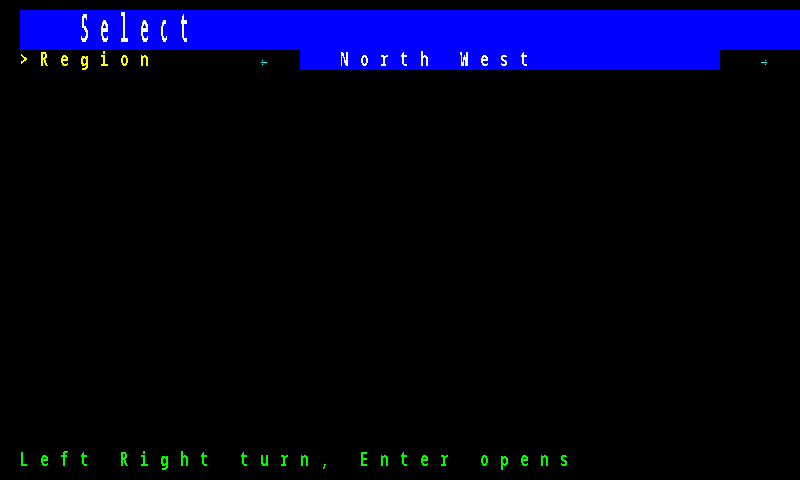 Select
>Region ← North West →
Left Right turn, Enter opens